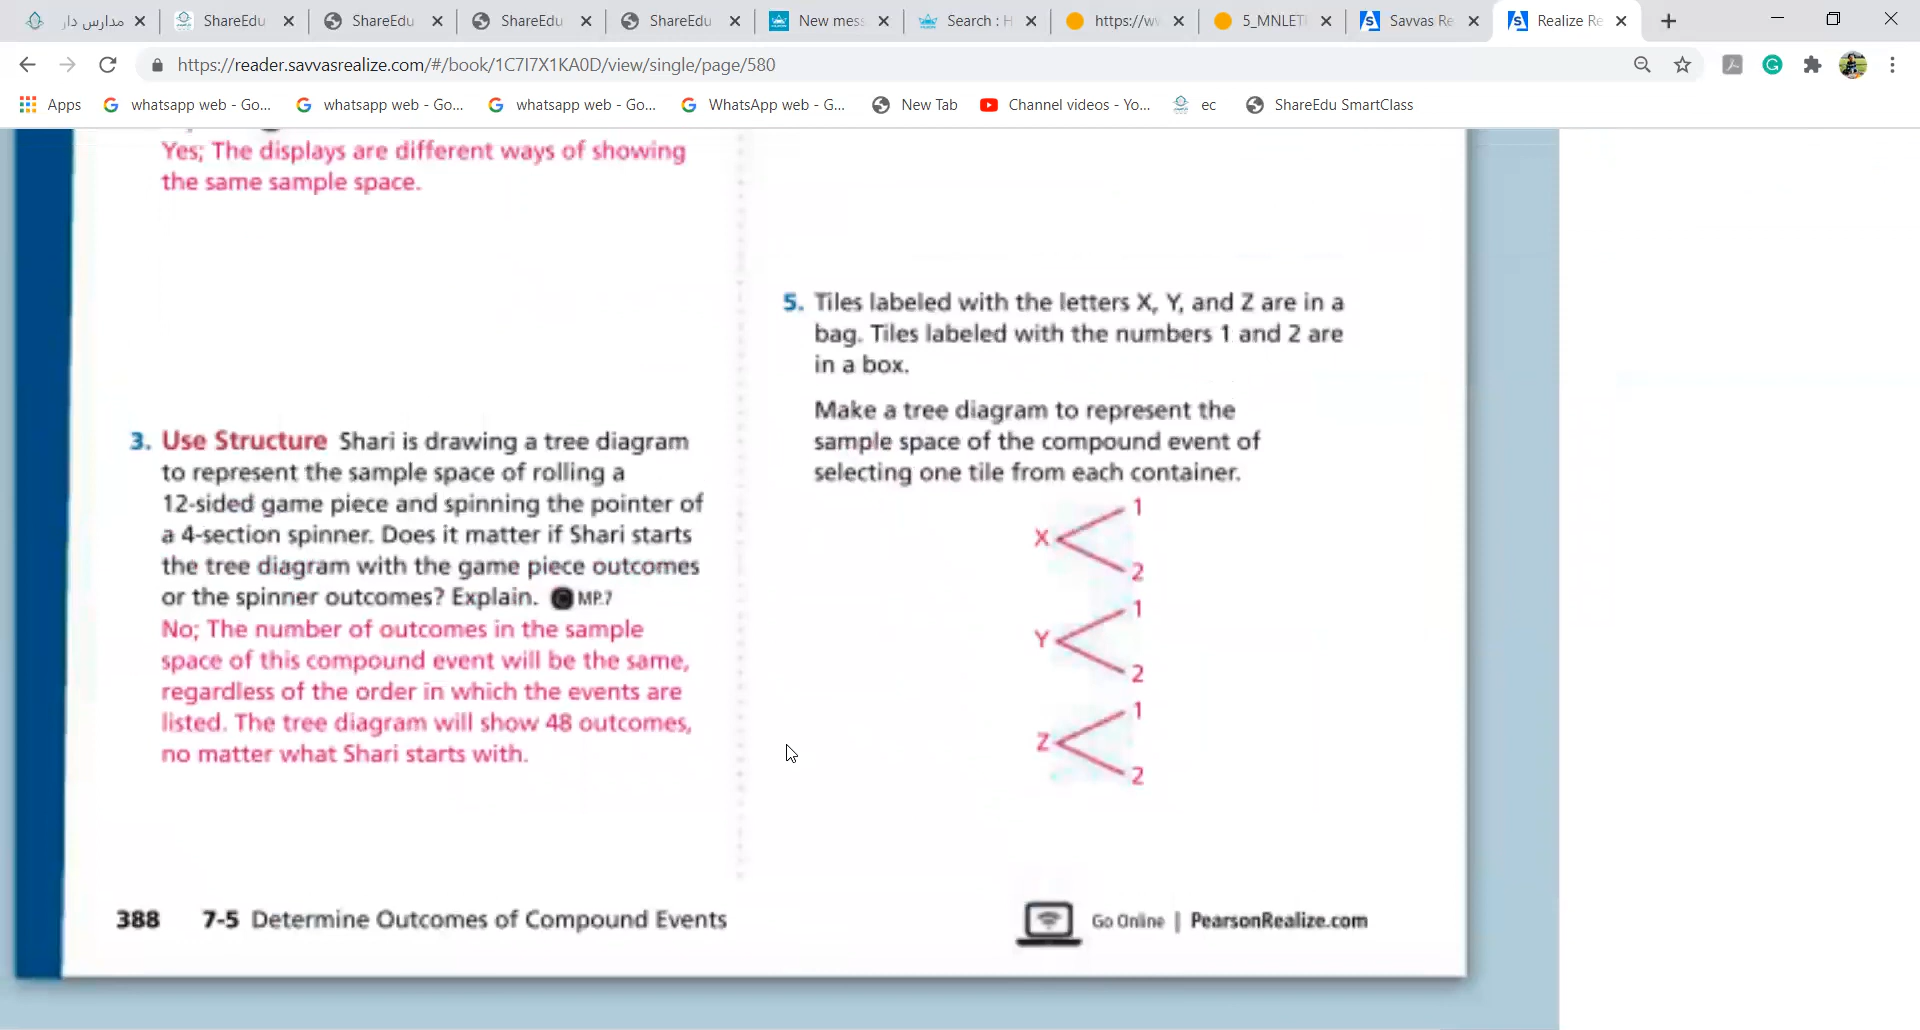 مدارس دار
ShareEdu
ShareEdu
ShareEdu
ShareEdu
New mess
Search : H
https://w
5_MNLET
Savvas Re
Realize Re
https://reader.savvasrealize.com/#/book/1C7I7X1KA0D/view/single/page/580
Apps
whatsapp web - Go...
whatsapp web - Go...
whatsapp web - Go...
WhatsApp web - G...
New Tab
Channel videos - Yo...
ec
ShareEdu SmartClass
Yes; The displays are different ways of showing
the same sample space.
3. Use Structure Shari is drawing a tree diagram
to represent the sample space of rolling a
12-sided game piece and spinning the pointer of
a 4-section spinner. Does it matter if Shari starts
the tree diagram with the game piece outcomes
or the spinner outcomes? Explain. MP.7
No; The number of outcomes in the sample
space of this compound event will be the same,
regardless of the order in which the events are
listed. The tree diagram will show 48 outcomes,
no matter what Shari starts with.
5. Tiles labeled with the letters X, Y, and Z are in a
bag. Tiles labeled with the numbers 1 and 2 are
in a box.
Make a tree diagram to represent the
sample space of the compound event of
selecting one tile from each container.
1
X
2
1
Y
2
1
Z
2
388 7-5 Determine Outcomes of Compound Events
Go Online | PearsonRealize.com